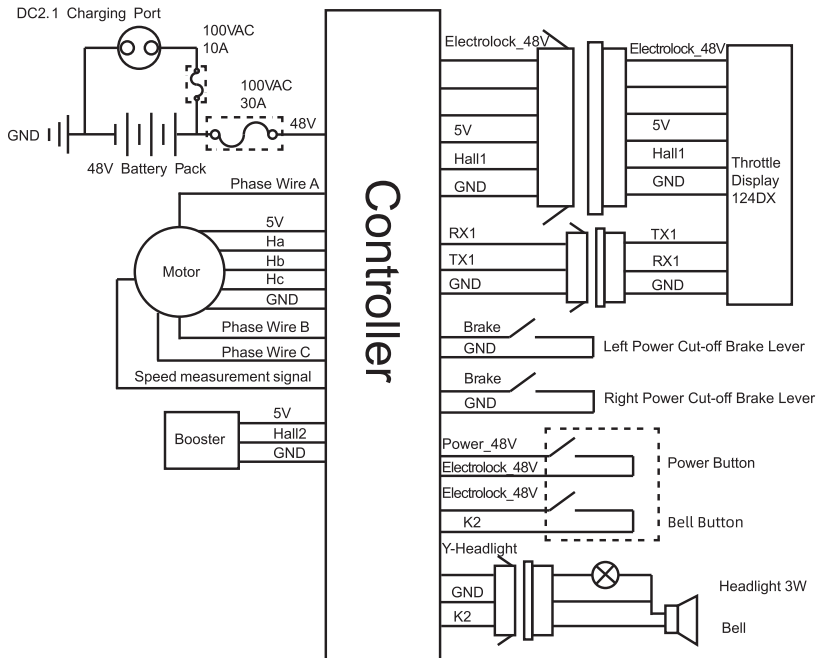 DC2.1 Charging Port
100VAC
10A
100VAC
30A
48V
GND
48V Battery Pack
Phase Wire A
5V
Ha
Hb
Hc
GND
Motor
Phase Wire B
Phase Wire C
Speed measurement signal
Booster
5V
Hall2
GND
Controller
Electrolock_48V
5V
Hall1
GND
Electrolock_48V
5V
Hall1
GND
Throttle
Display
124DX
RX1
TX1
GND
TX1
RX1
GND
Brake
GND
Left Power Cut-off Brake Lever
Brake
GND
Right Power Cut-off Brake Lever
Power_48V
Electrolock_48V
Power Button
Electrolock_48V
K2
Bell Button
Y-Headlight
GND
K2
Headlight 3W
Bell